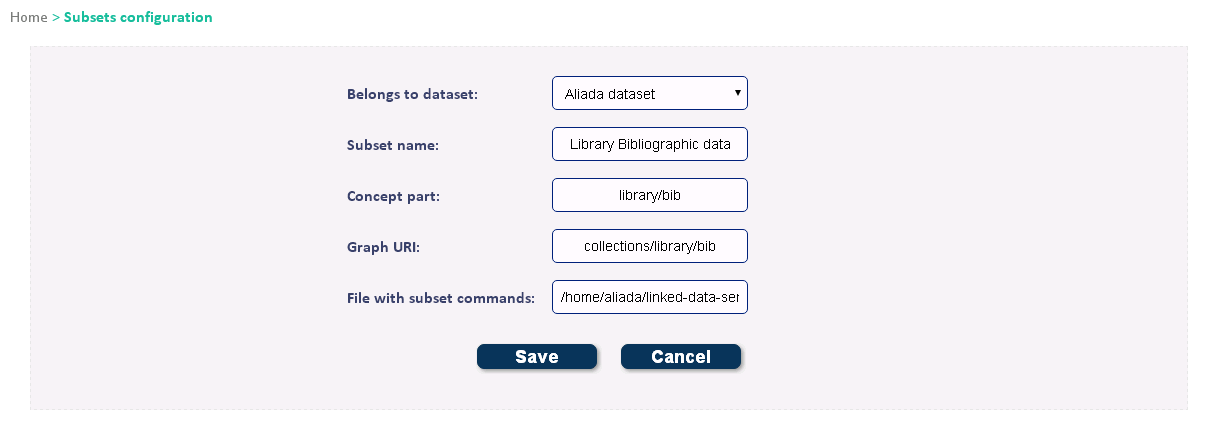 Home > Subsets configuration
Belongs to dataset: Aliada dataset
Subset name: Library Bibliographic data
Concept part: library/bib
Graph URI: collections/library/bib
File with subset commands: /home/aliada/linked-data-ser
Save Cancel